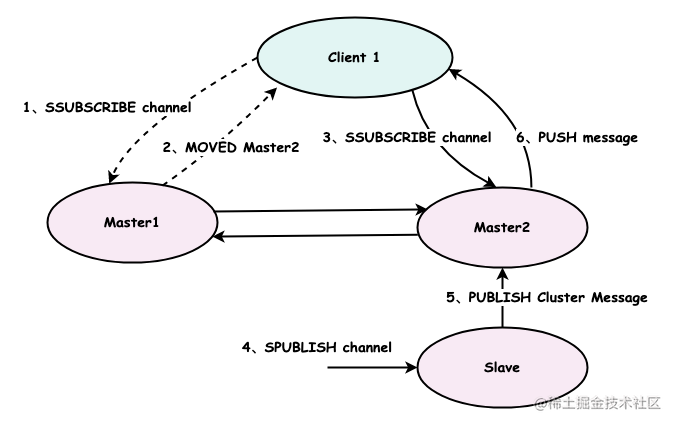 Client 1
1、SSUBSCRIBE channel
2、MOVED Master2
3、SSUBSCRIBE channel
6、PUSH message
Master1
Master2
5、PUBLISH Cluster Message
4、SPUBLISH channel
Slave
@稀土掘金技术社区